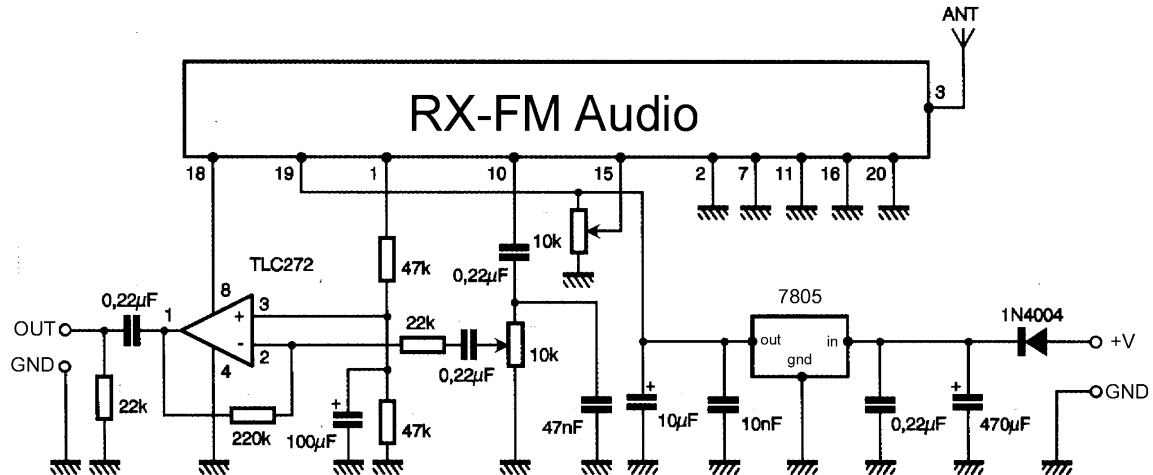 ANT
3
RX-FM Audio
18
19
1
10
15
2
7
11
16
20
10k
47k
0,22µF
TLC272
7805
1N4004
0,22µF
8
1
3
+
OUT
22k
out
in
+V
-
2
10k
gnd
GND
4
0,22µF
+
+
+
GND
22k
220k
100µF
47k
47nF
10µF
10nF
0,22µF
470µF